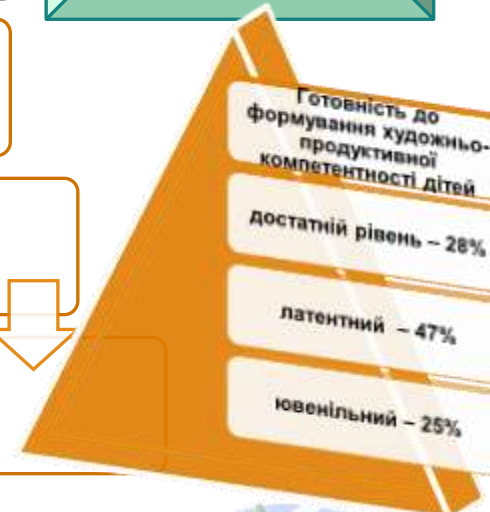 Готовність до
формування художньо-
продуктивної
компетентності дітей
достатній рівень – 28%
латентний – 47%
ювенільний – 25%